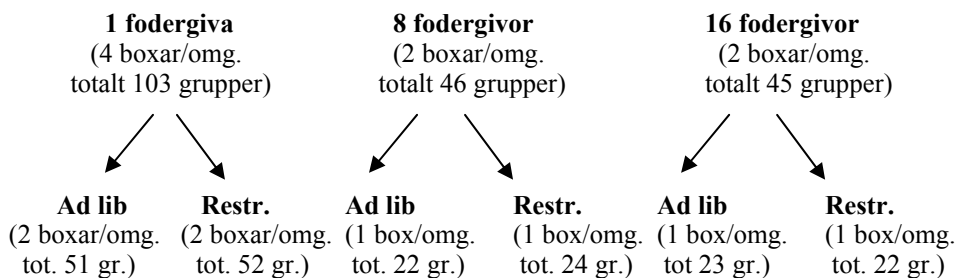 1 fodergiva
(4 boxar/omg.
totalt 103 grupper)
8 fodergivor
(2 boxar/omg.
totalt 46 grupper)
16 fodergivor
(2 boxar/omg.
totalt 45 grupper)
Ad lib
(2 boxar/omg.
tot. 51 gr.)
Restr.
(2 boxar/omg.
tot. 52 gr.)
Ad lib
(1 box/omg.
tot. 22 gr.)
Restr.
(1 box/omg.
tot. 24 gr.)
Ad lib
(1 box/omg.
tot 23 gr.)
Restr.
(1 box/omg.
tot. 22 gr.)